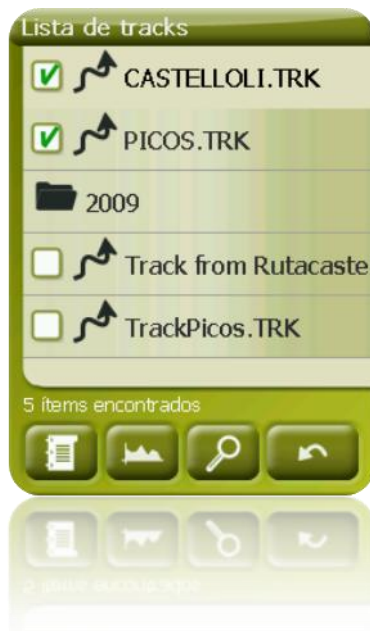 Lista de tracks
CASTELLOLI.TRK
PICOS.TRK
2009
Track from Rutacaste
TrackPicos.TRK
5 ítems encontrados